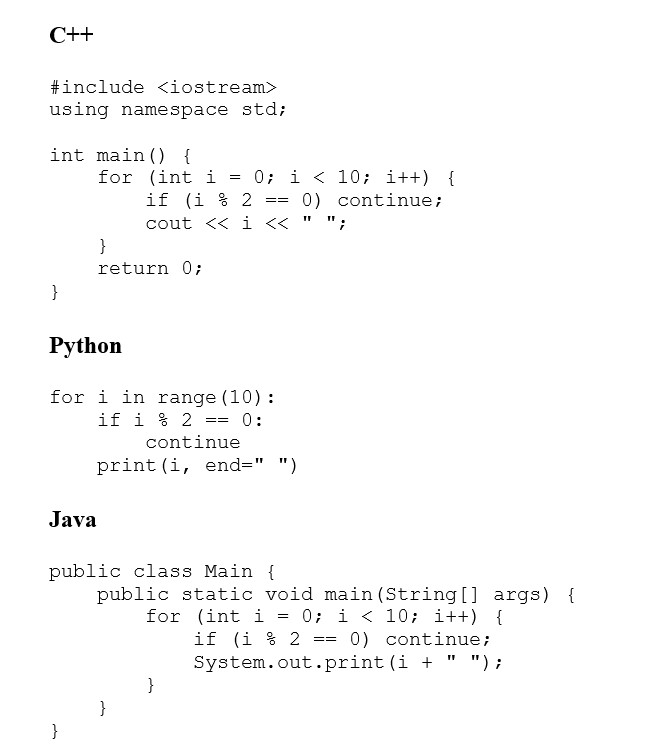 C++
#include <iostream>
using namespace std;
int main() {
    for (int i = 0; i < 10; i++) {
        if (i % 2 == 0) continue;
        cout << i << " ";
    }
    return 0;
}
Python
for i in range(10):
    if i % 2 == 0:
        continue
    print(i, end=" ")
Java
public class Main {
    public static void main(String[] args) {
        for (int i = 0; i < 10; i++) {
            if (i % 2 == 0) continue;
            System.out.print(i + " ");
        }
    }
}